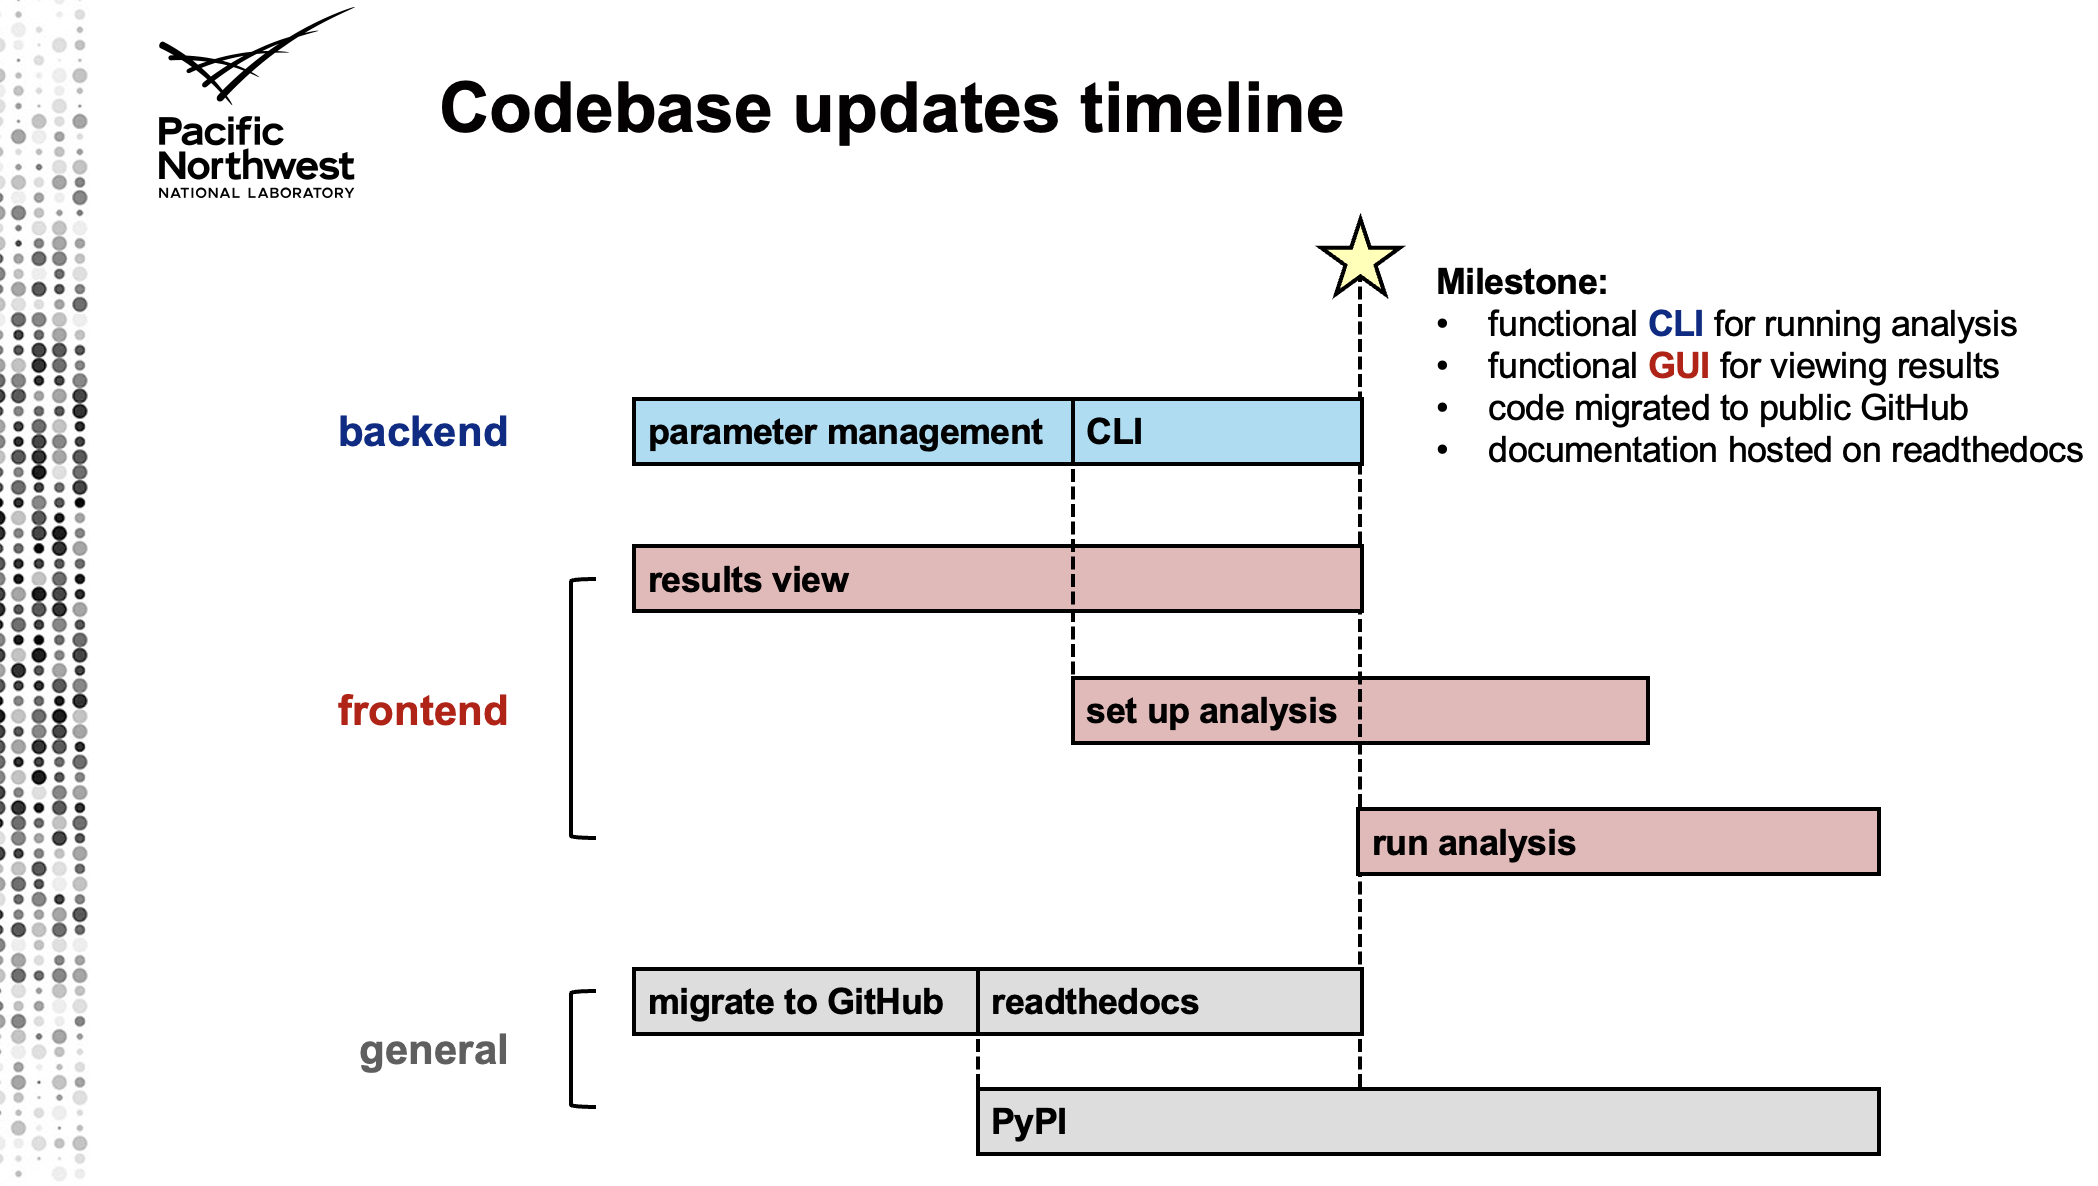 Pacific
Northwest
NATIONAL LABORATORY
Codebase updates timeline
Milestone:
• functional CLI for running analysis
• functional GUI for viewing results
• code migrated to public GitHub
• documentation hosted on readthedocs
backend
parameter management
CLI
results view
frontend
set up analysis
run analysis
migrate to GitHub
readthedocs
general
PyPI